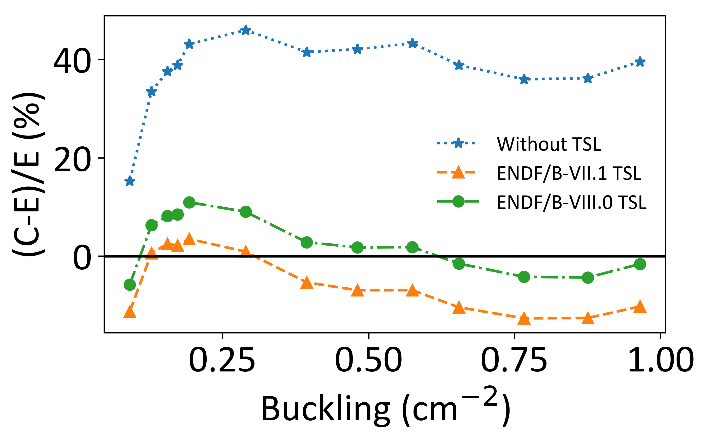 (C-E)/E (%)
40
20
0
Without TSL
ENDF/B-VII.1 TSL
ENDF/B-VIII.0 TSL
0.25 0.50 0.75 1.00
Buckling (cm⁻²)